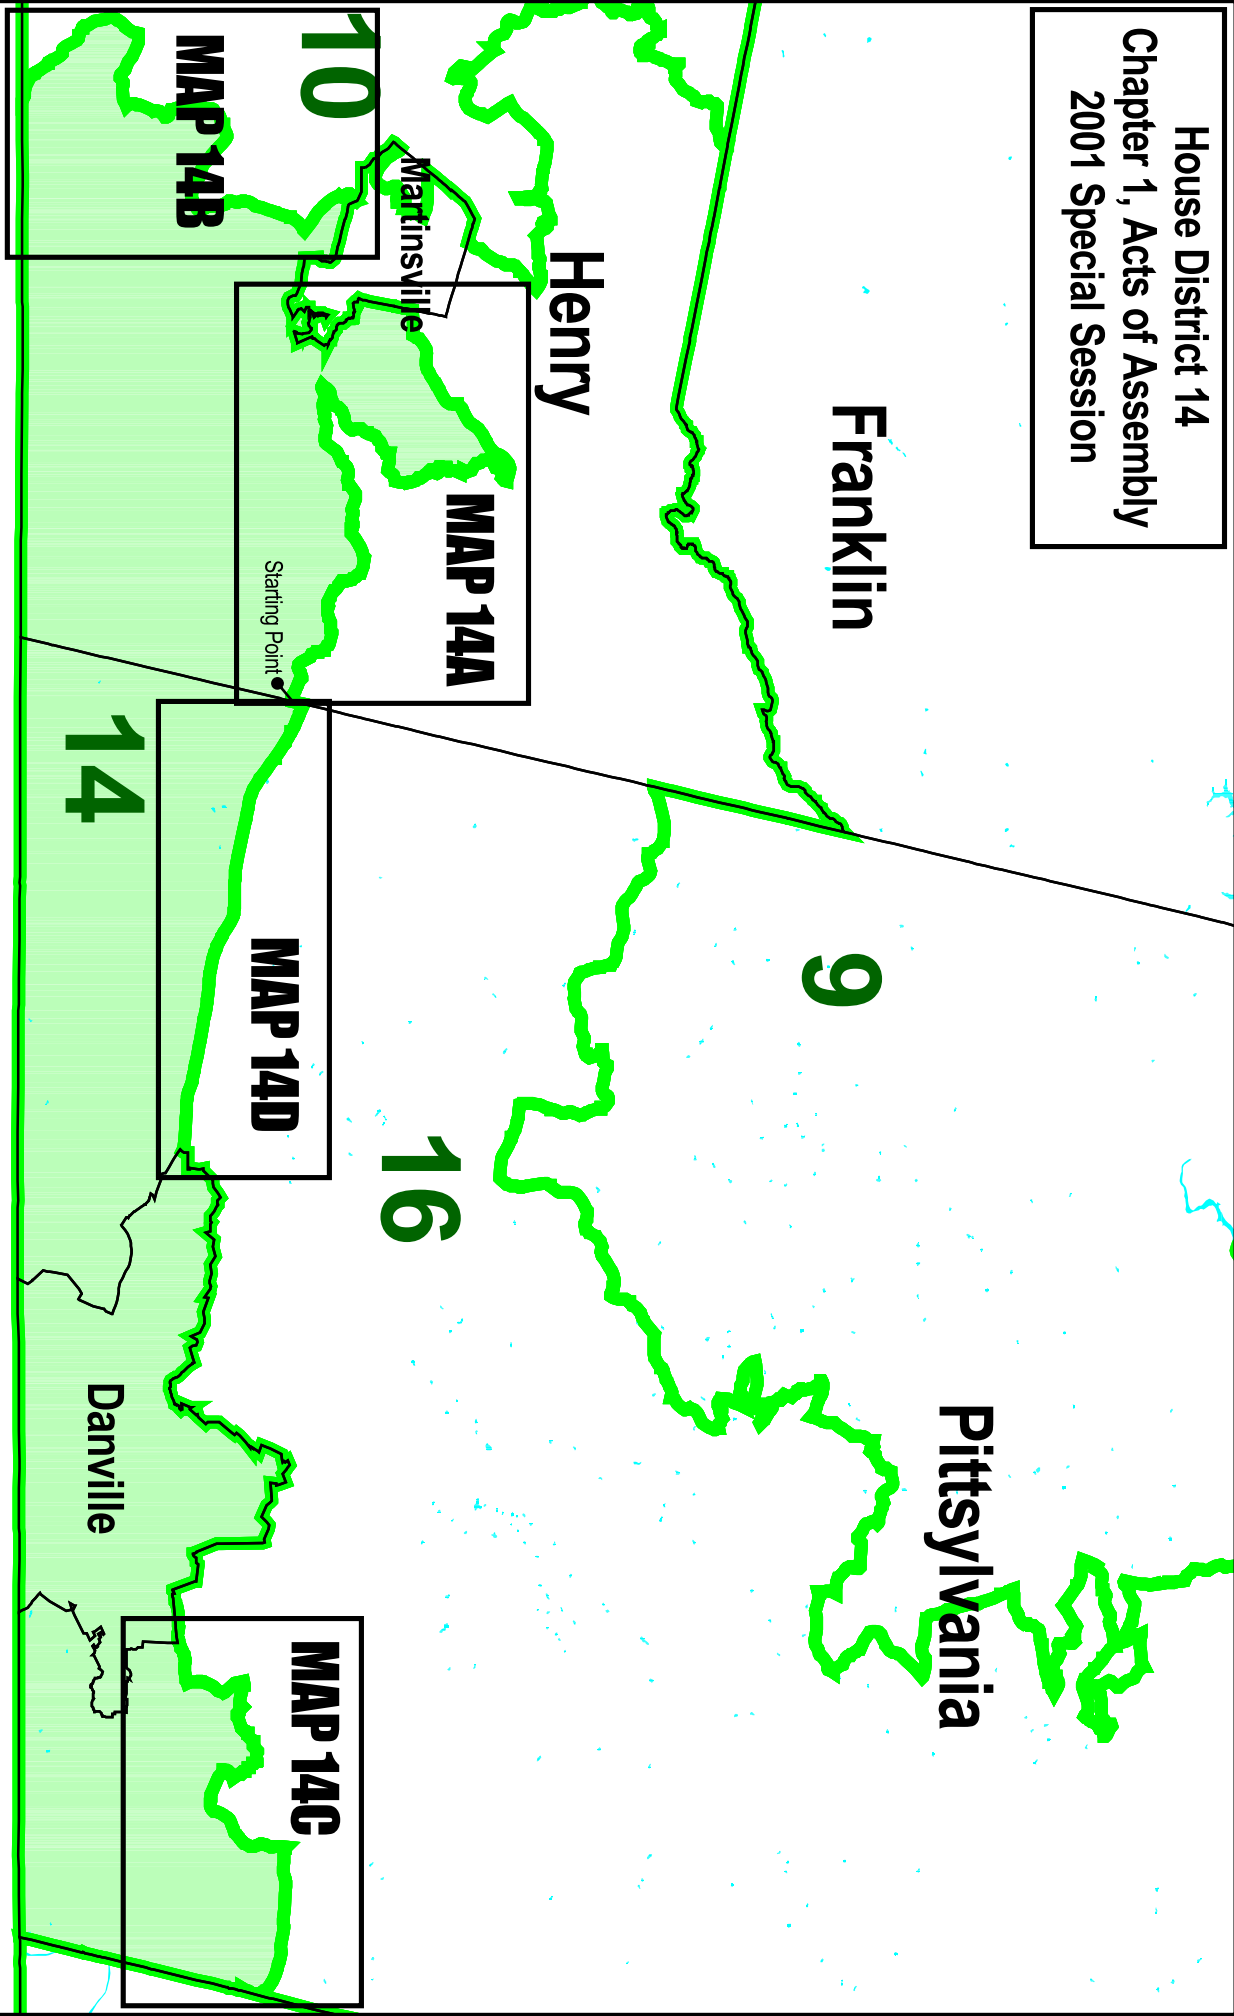 House District 14
Chapter 1, Acts of Assembly
2001 Special Session
Franklin
Henry
Martinsville
10
MAP 14B
MAP 14A
Starting Point
9
Pittsylvania
16
MAP 14D
14
Danville
MAP 14C